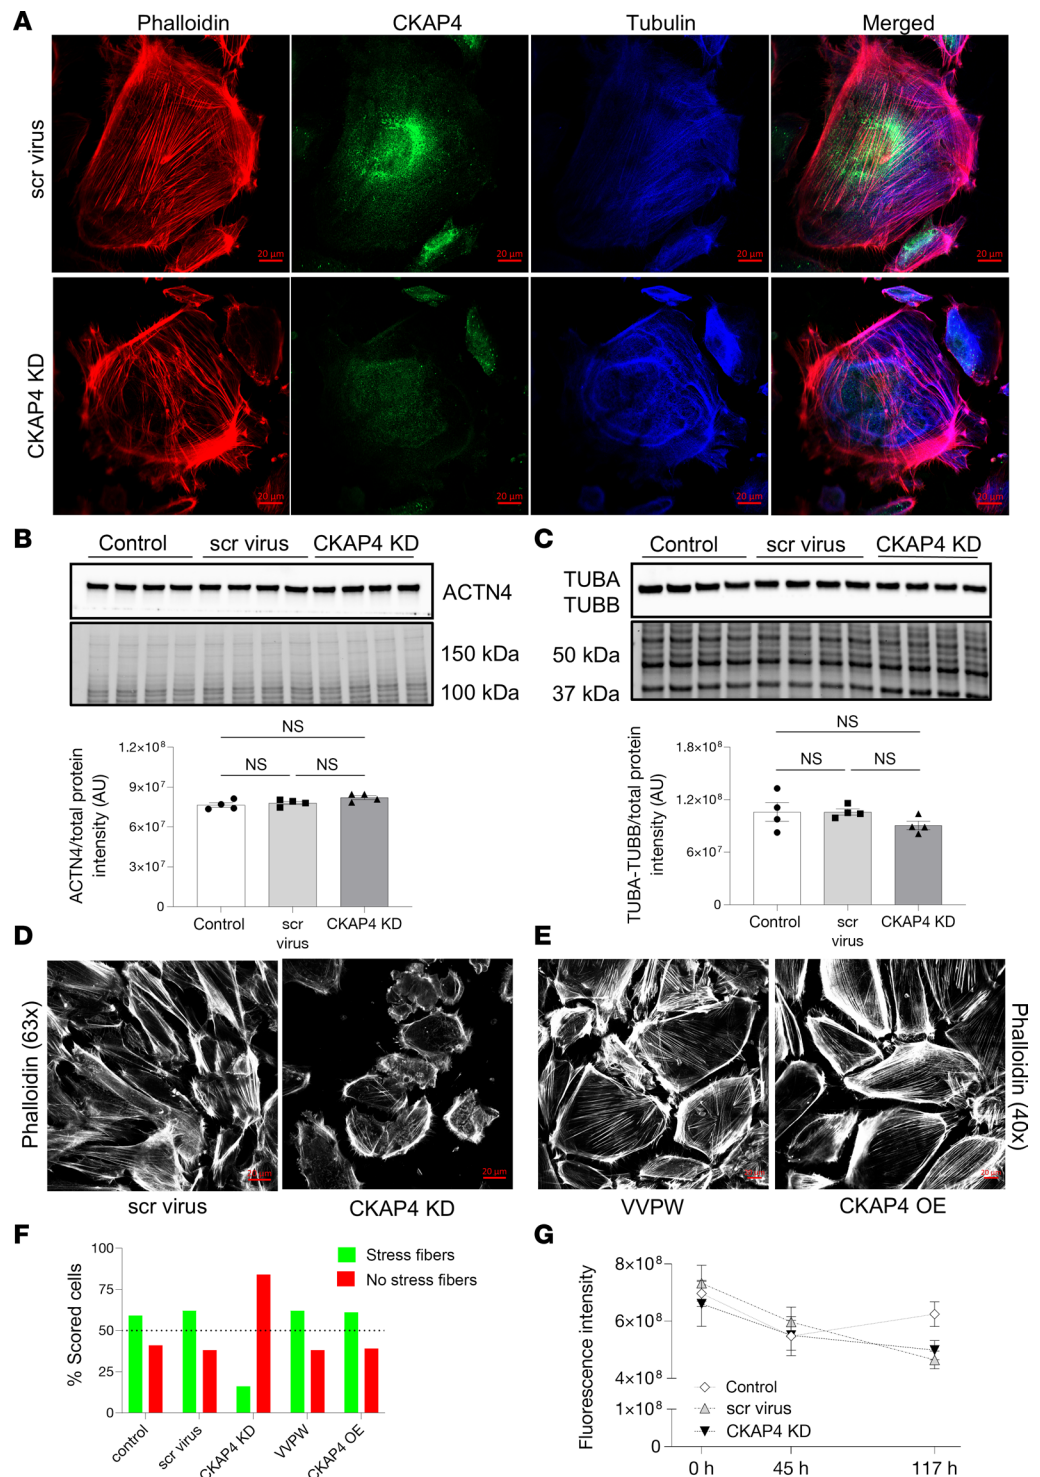 A
Phalloidin
CKAP4
Tubulin
Merged
scr virus
20 µm
20 µm
20 µm
20 µm
CKAP4 KD
20 µm
20 µm
20 µm
20 µm
B
Control
scr virus
CKAP4 KD
ACTN4
150 kDa
100 kDa
NS
NS
NS
ACTN4/total protein
intensity (AU)
1.2×10⁸
9×10⁷
6×10⁷
3×10⁷
0
Control
scr
virus
CKAP4 KD
C
Control
scr virus
CKAP4 KD
TUBA
TUBB
50 kDa
37 kDa
NS
NS
NS
TUBA-TUBB/total protein
intensity (AU)
1.8×10⁸
1.2×10⁸
6×10⁷
0
Control
scr
virus
CKAP4 KD
D
Phalloidin (63x)
20 µm
20 µm
scr virus
CKAP4 KD
E
Phalloidin (40x)
20 µm
20 µm
VVPW
CKAP4 OE
F
% Scored cells
100
75
50
25
0
Stress fibers
No stress fibers
control
scr virus
CKAP4 KD
VVPW
CKAP4 OE
G
Fluorescence intensity
8×10⁸
6×10⁸
4×10⁸
1×10⁸
0
Control
scr virus
CKAP4 KD
0 h
45 h
117 h